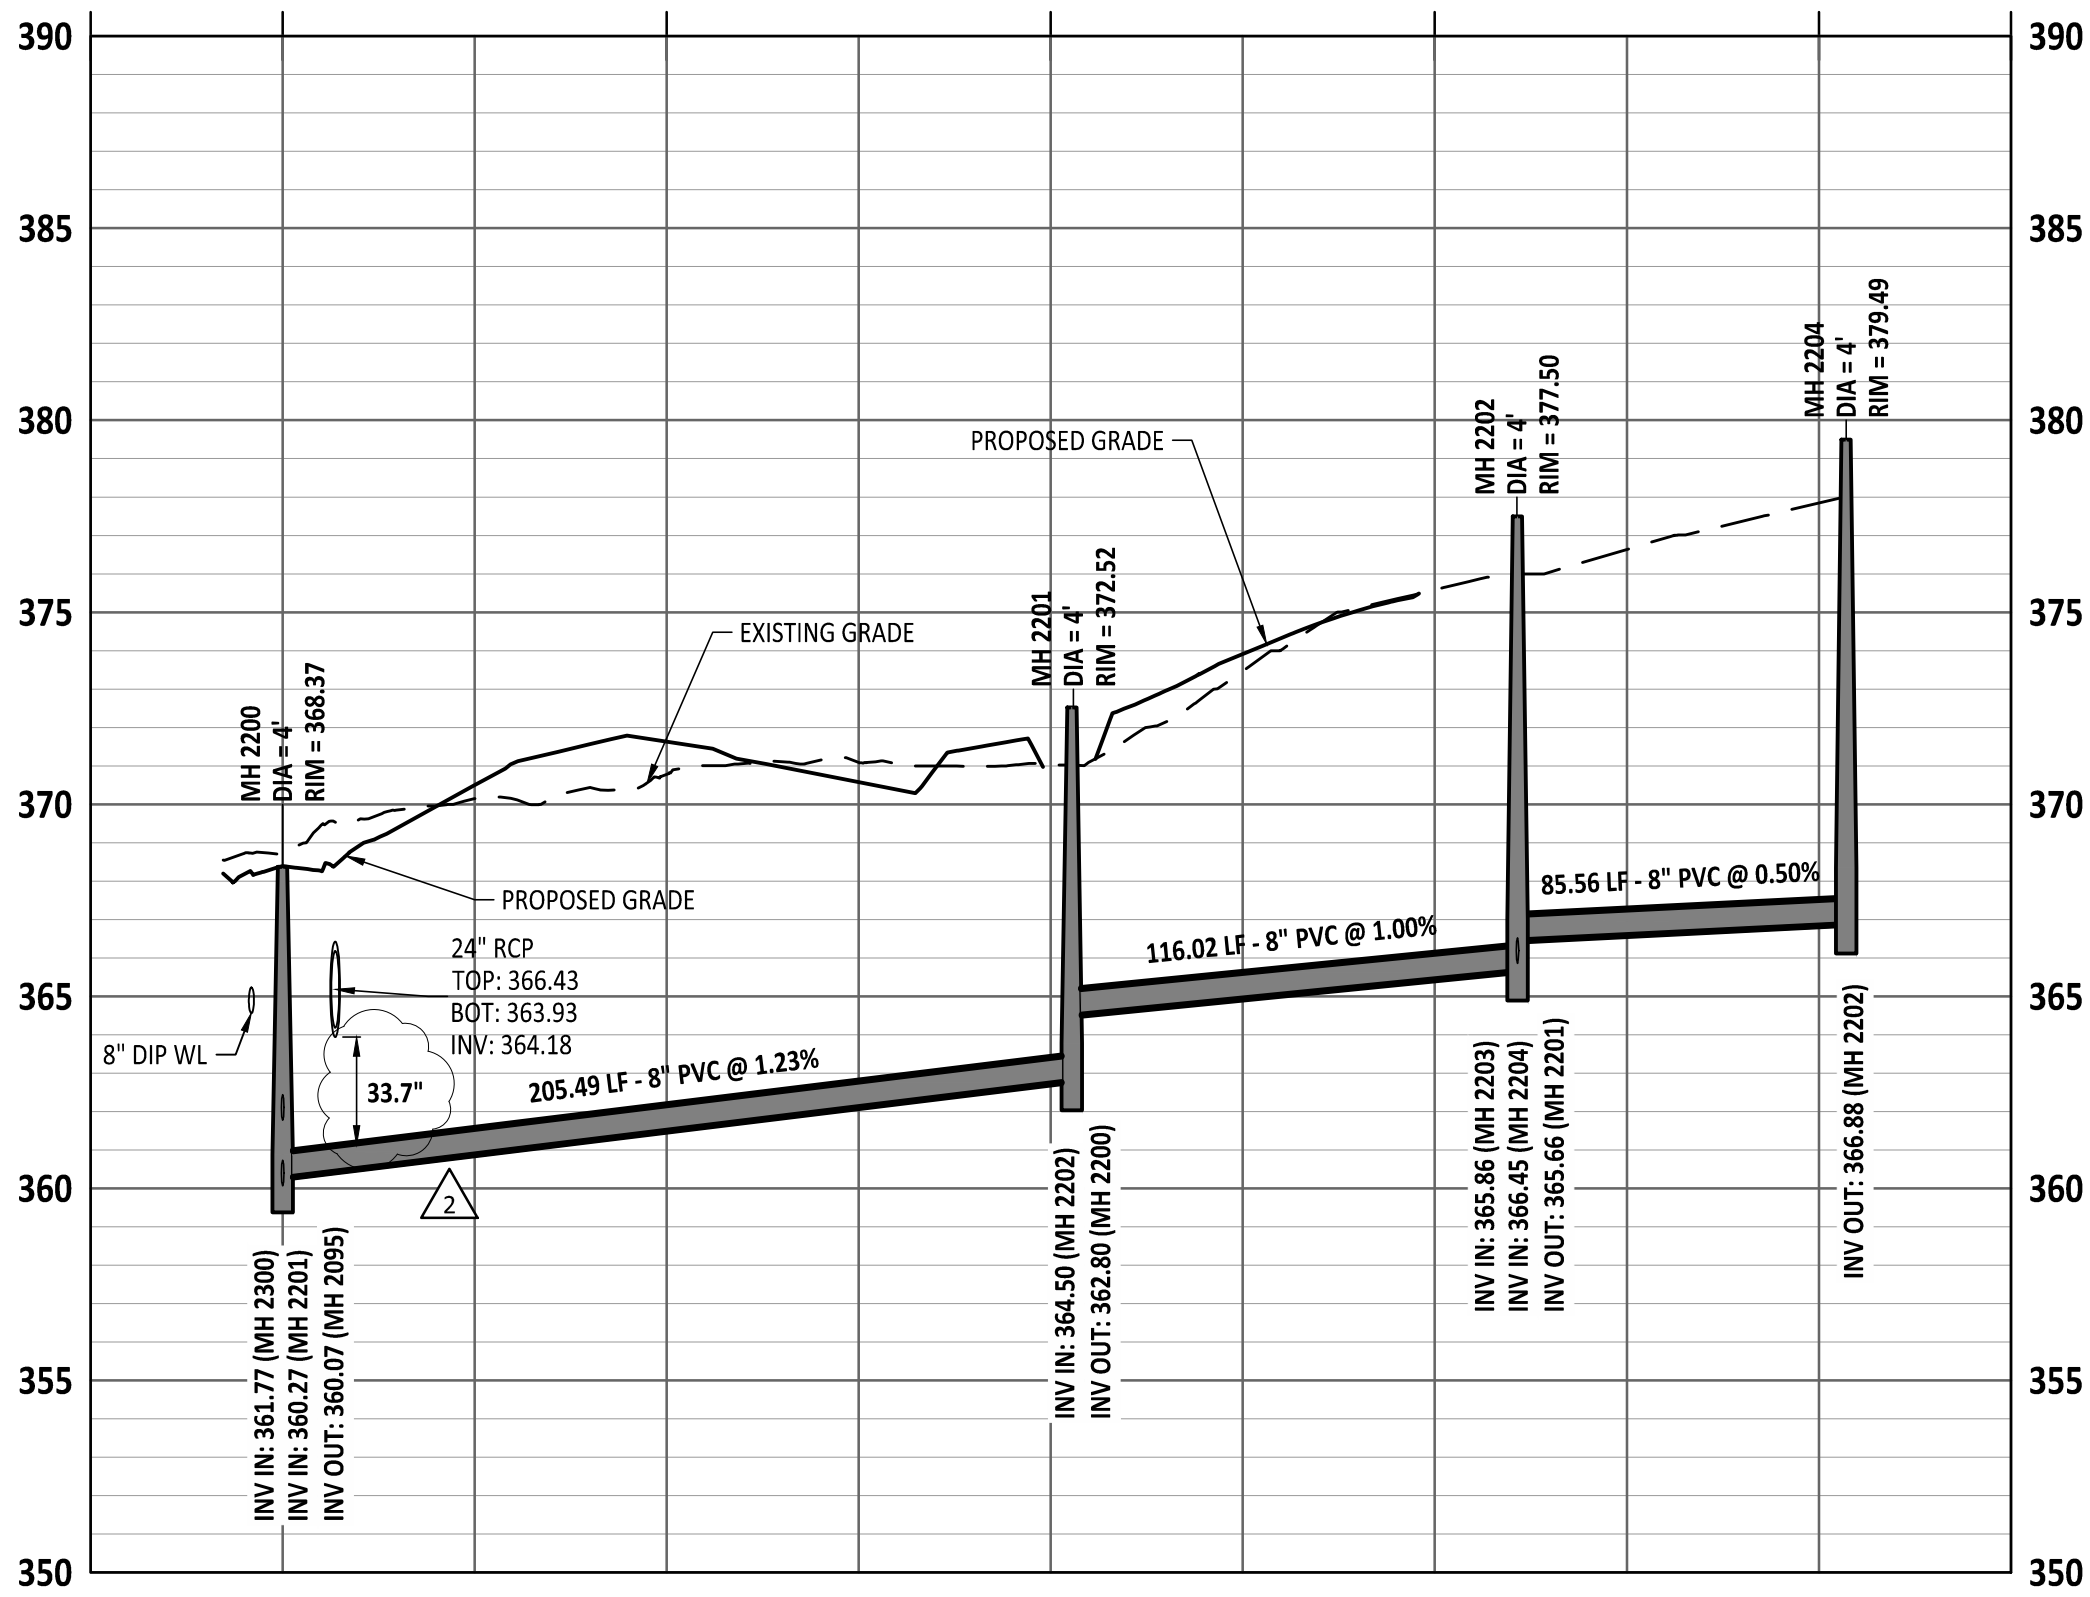 390
390
385
385
380
380
375
375
370
370
365
365
360
360
355
355
350
350
MH 2200
DIA = 4'
RIM = 368.37
MH 2201
DIA = 4'
RIM = 372.52
MH 2202
DIA = 4'
RIM = 377.50
MH 2204
DIA = 4'
RIM = 379.49
PROPOSED GRADE
EXISTING GRADE
PROPOSED GRADE
24" RCP
TOP: 366.43
BOT: 363.93
INV: 364.18
8" DIP WL
33.7"
205.49 LF - 8" PVC @ 1.23%
116.02 LF - 8" PVC @ 1.00%
85.56 LF - 8" PVC @ 0.50%
2
INV IN: 361.77 (MH 2300)
INV IN: 360.27 (MH 2201)
INV OUT: 360.07 (MH 2095)
INV IN: 364.50 (MH 2202)
INV OUT: 362.80 (MH 2200)
INV IN: 365.86 (MH 2203)
INV IN: 366.45 (MH 2204)
INV OUT: 365.66 (MH 2201)
INV OUT: 366.88 (MH 2202)